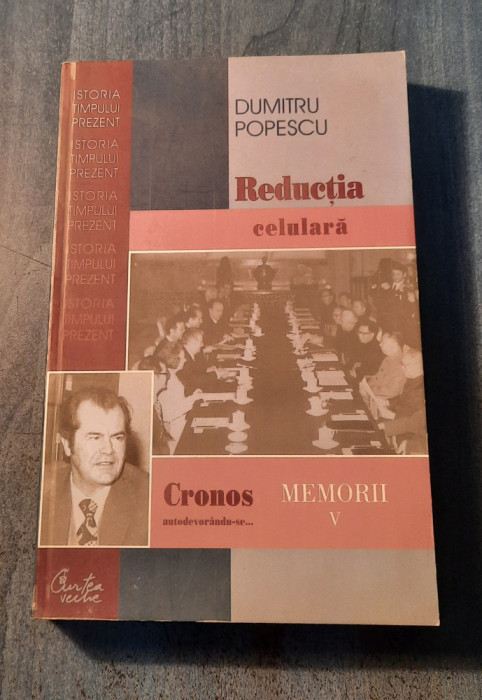 ISTORIA
TIMPULUI
PREZENT
ISTORIA
TIMPULUI
PREZENT
ISTORIA
TIMPULUI
PREZENT
ISTORIA
TIMPULUI
PREZENT
ISTORIA
TIMPULUI
PREZENT
DUMITRU
POPESCU
Reducția
celulară
Cronos
autodevorându-se...
MEMORII
V
Curtea
veche